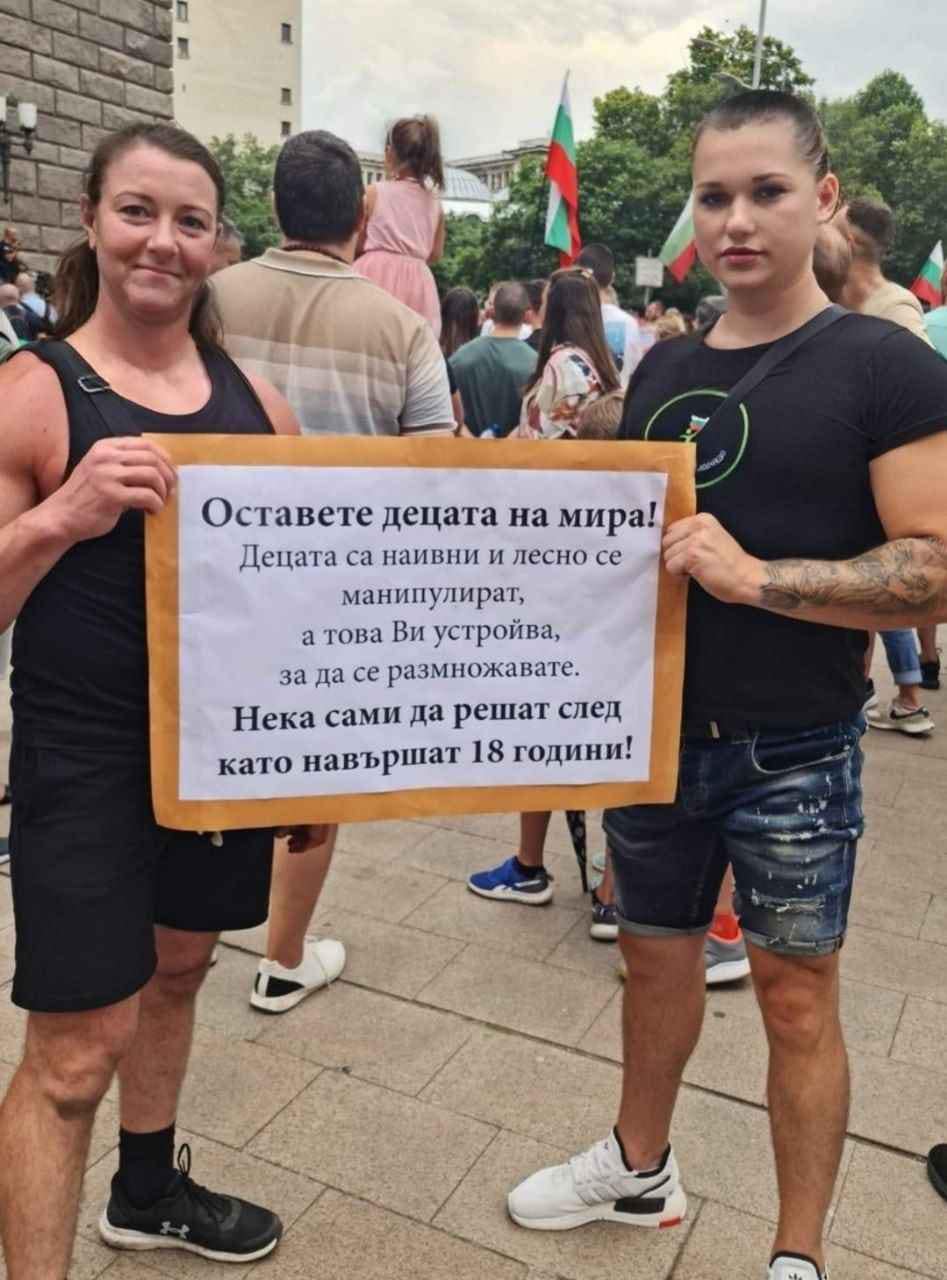 Оставете децата на мира!
Децата са наивни и лесно се
манипулират,
а това Ви устройва,
за да се размножавате.
Нека сами да решат след
като навършат 18 години!